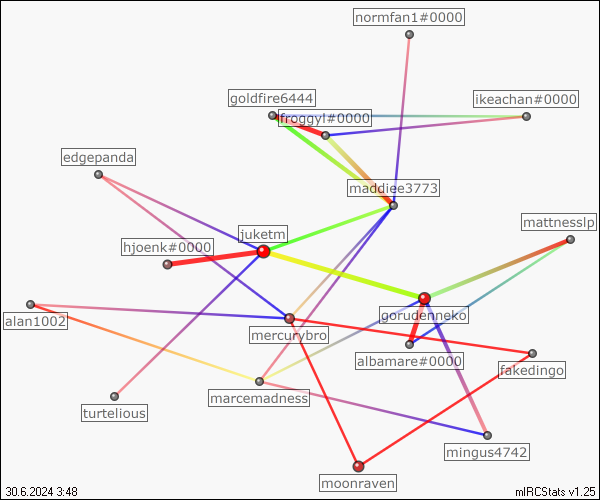 normfan1#0000
goldfire6444
ikeachan#0000
froggyl#0000
edgepanda
maddiee3773
mattnesslp
juketm
hjoenk#0000
gorudenneko
alan1002
mercurybro
albamare#0000
fakedingo
marcemadness
turtelious
mingus4742
moonraven
30.6.2024 3:48
mIRCStats v1.25